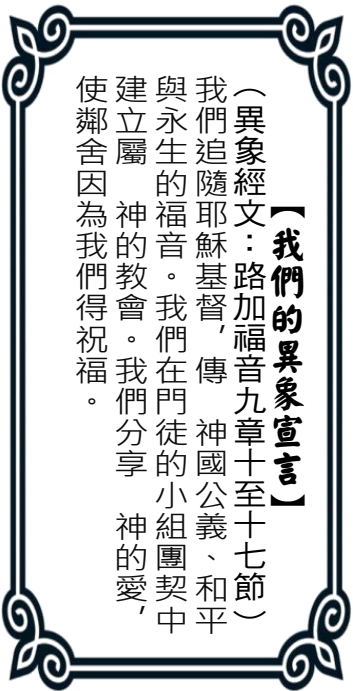 【我們的異象宣言】
（異象經文：路加福音九章十至十七節）
我們追隨耶穌基督，傳　神國公義、和平
與永生的福音。我們在門徒的小組團契中
建立屬　神的教會。我們分享　神的愛，
使鄰舍因為我們得祝福。